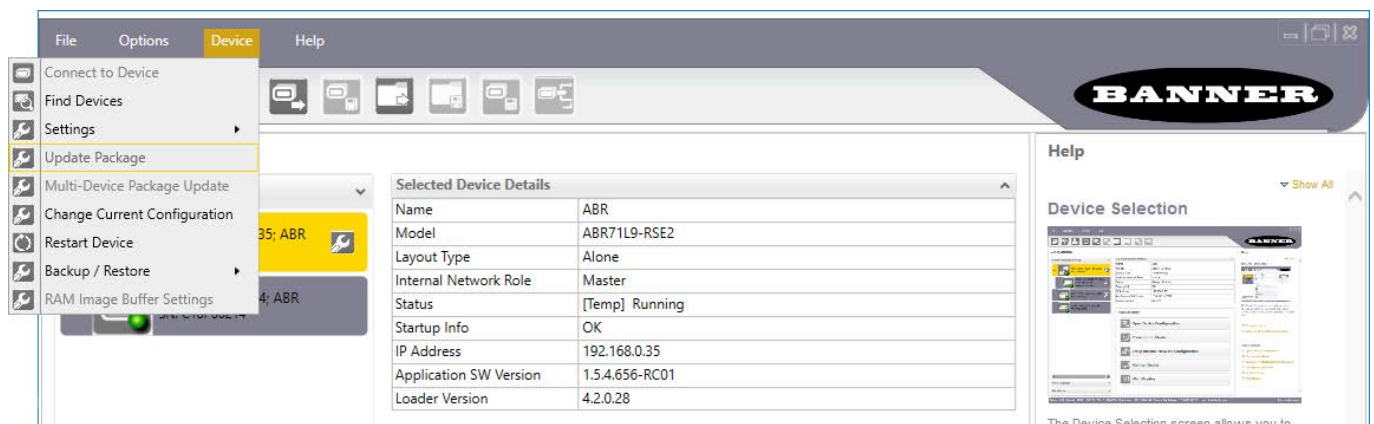 File Options Device Help
Connect to Device
Find Devices
Settings
Update Package
Multi-Device Package Update
Change Current Configuration
Restart Device
Backup / Restore
RAM Image Buffer Settings
35; ABR
4; ABR
BANNER
Selected Device Details
Name ABR
Model ABR71L9-RSE2
Layout Type Alone
Internal Network Role Master
Status [Temp] Running
Startup Info OK
IP Address 192.168.0.35
Application SW Version 1.5.4.656-RC01
Loader Version 4.2.0.28
Help
Show All
Device Selection
The Device Selection screen allows you to